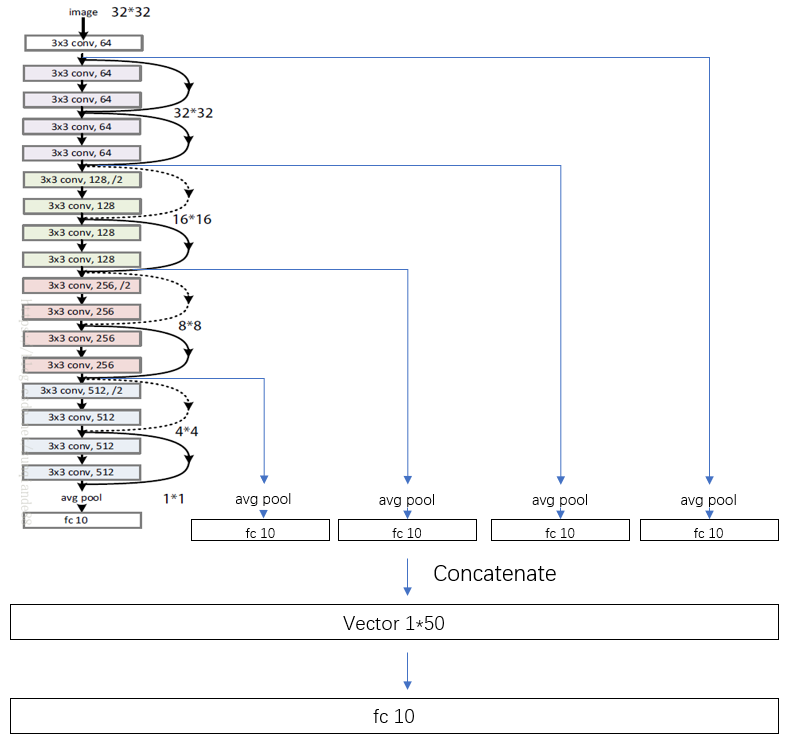 image 32*32
3x3 conv, 64
3x3 conv, 64
3x3 conv, 64
32*32
3x3 conv, 64
3x3 conv, 64
3x3 conv, 128, /2
3x3 conv, 128
16*16
3x3 conv, 128
3x3 conv, 128
3x3 conv, 256, /2
3x3 conv, 256
8*8
3x3 conv, 256
3x3 conv, 256
3x3 conv, 512, /2
3x3 conv, 512
4*4
3x3 conv, 512
3x3 conv, 512
avg pool 1*1 avg pool avg pool avg pool avg pool
fc 10 fc 10 fc 10 fc 10 fc 10
Concatenate
Vector 1*50
fc 10